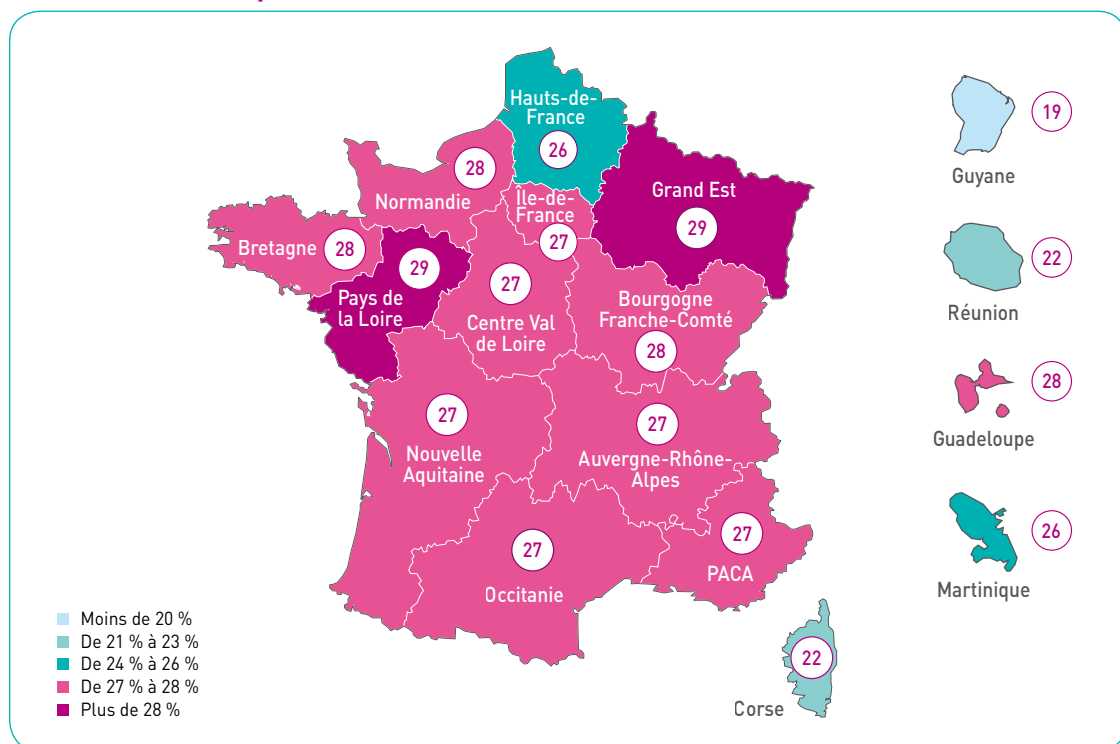 Hauts-de-
France
26
28
Normandie
Île-de-
France
27
Grand Est
29
Bretagne
28
29
Pays de
la Loire
27
Centre Val
de Loire
Bourgogne
Franche-Comté
28
27
Nouvelle
Aquitaine
27
Auvergne-Rhône-
Alpes
27
Occitanie
27
PACA
22
Corse
19
Guyane
22
Réunion
28
Guadeloupe
26
Martinique
Moins de 20 %
De 21 % à 23 %
De 24 % à 26 %
De 27 % à 28 %
Plus de 28 %